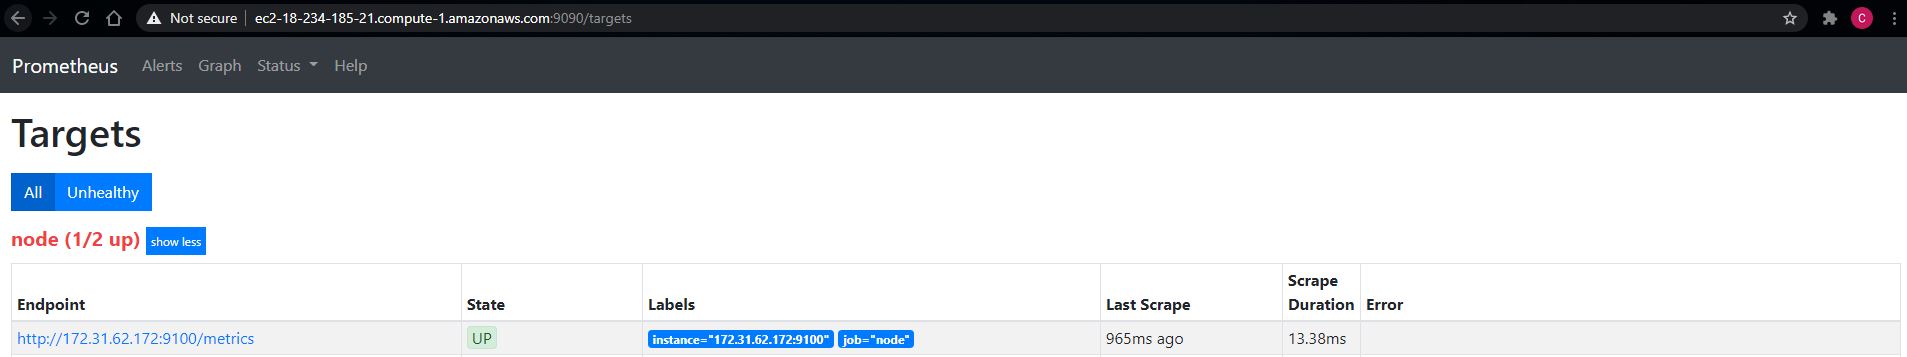 Not secure ec2-18-234-185-21.compute-1.amazonaws.com:9090/targets C
Prometheus Alerts Graph Status Help
Targets
All Unhealthy
node (1/2 up) show less
Endpoint State Labels Last Scrape Scrape Duration Error
http://172.31.62.172:9100/metrics UP instance="172.31.62.172:9100" job="node" 965ms ago 13.38ms